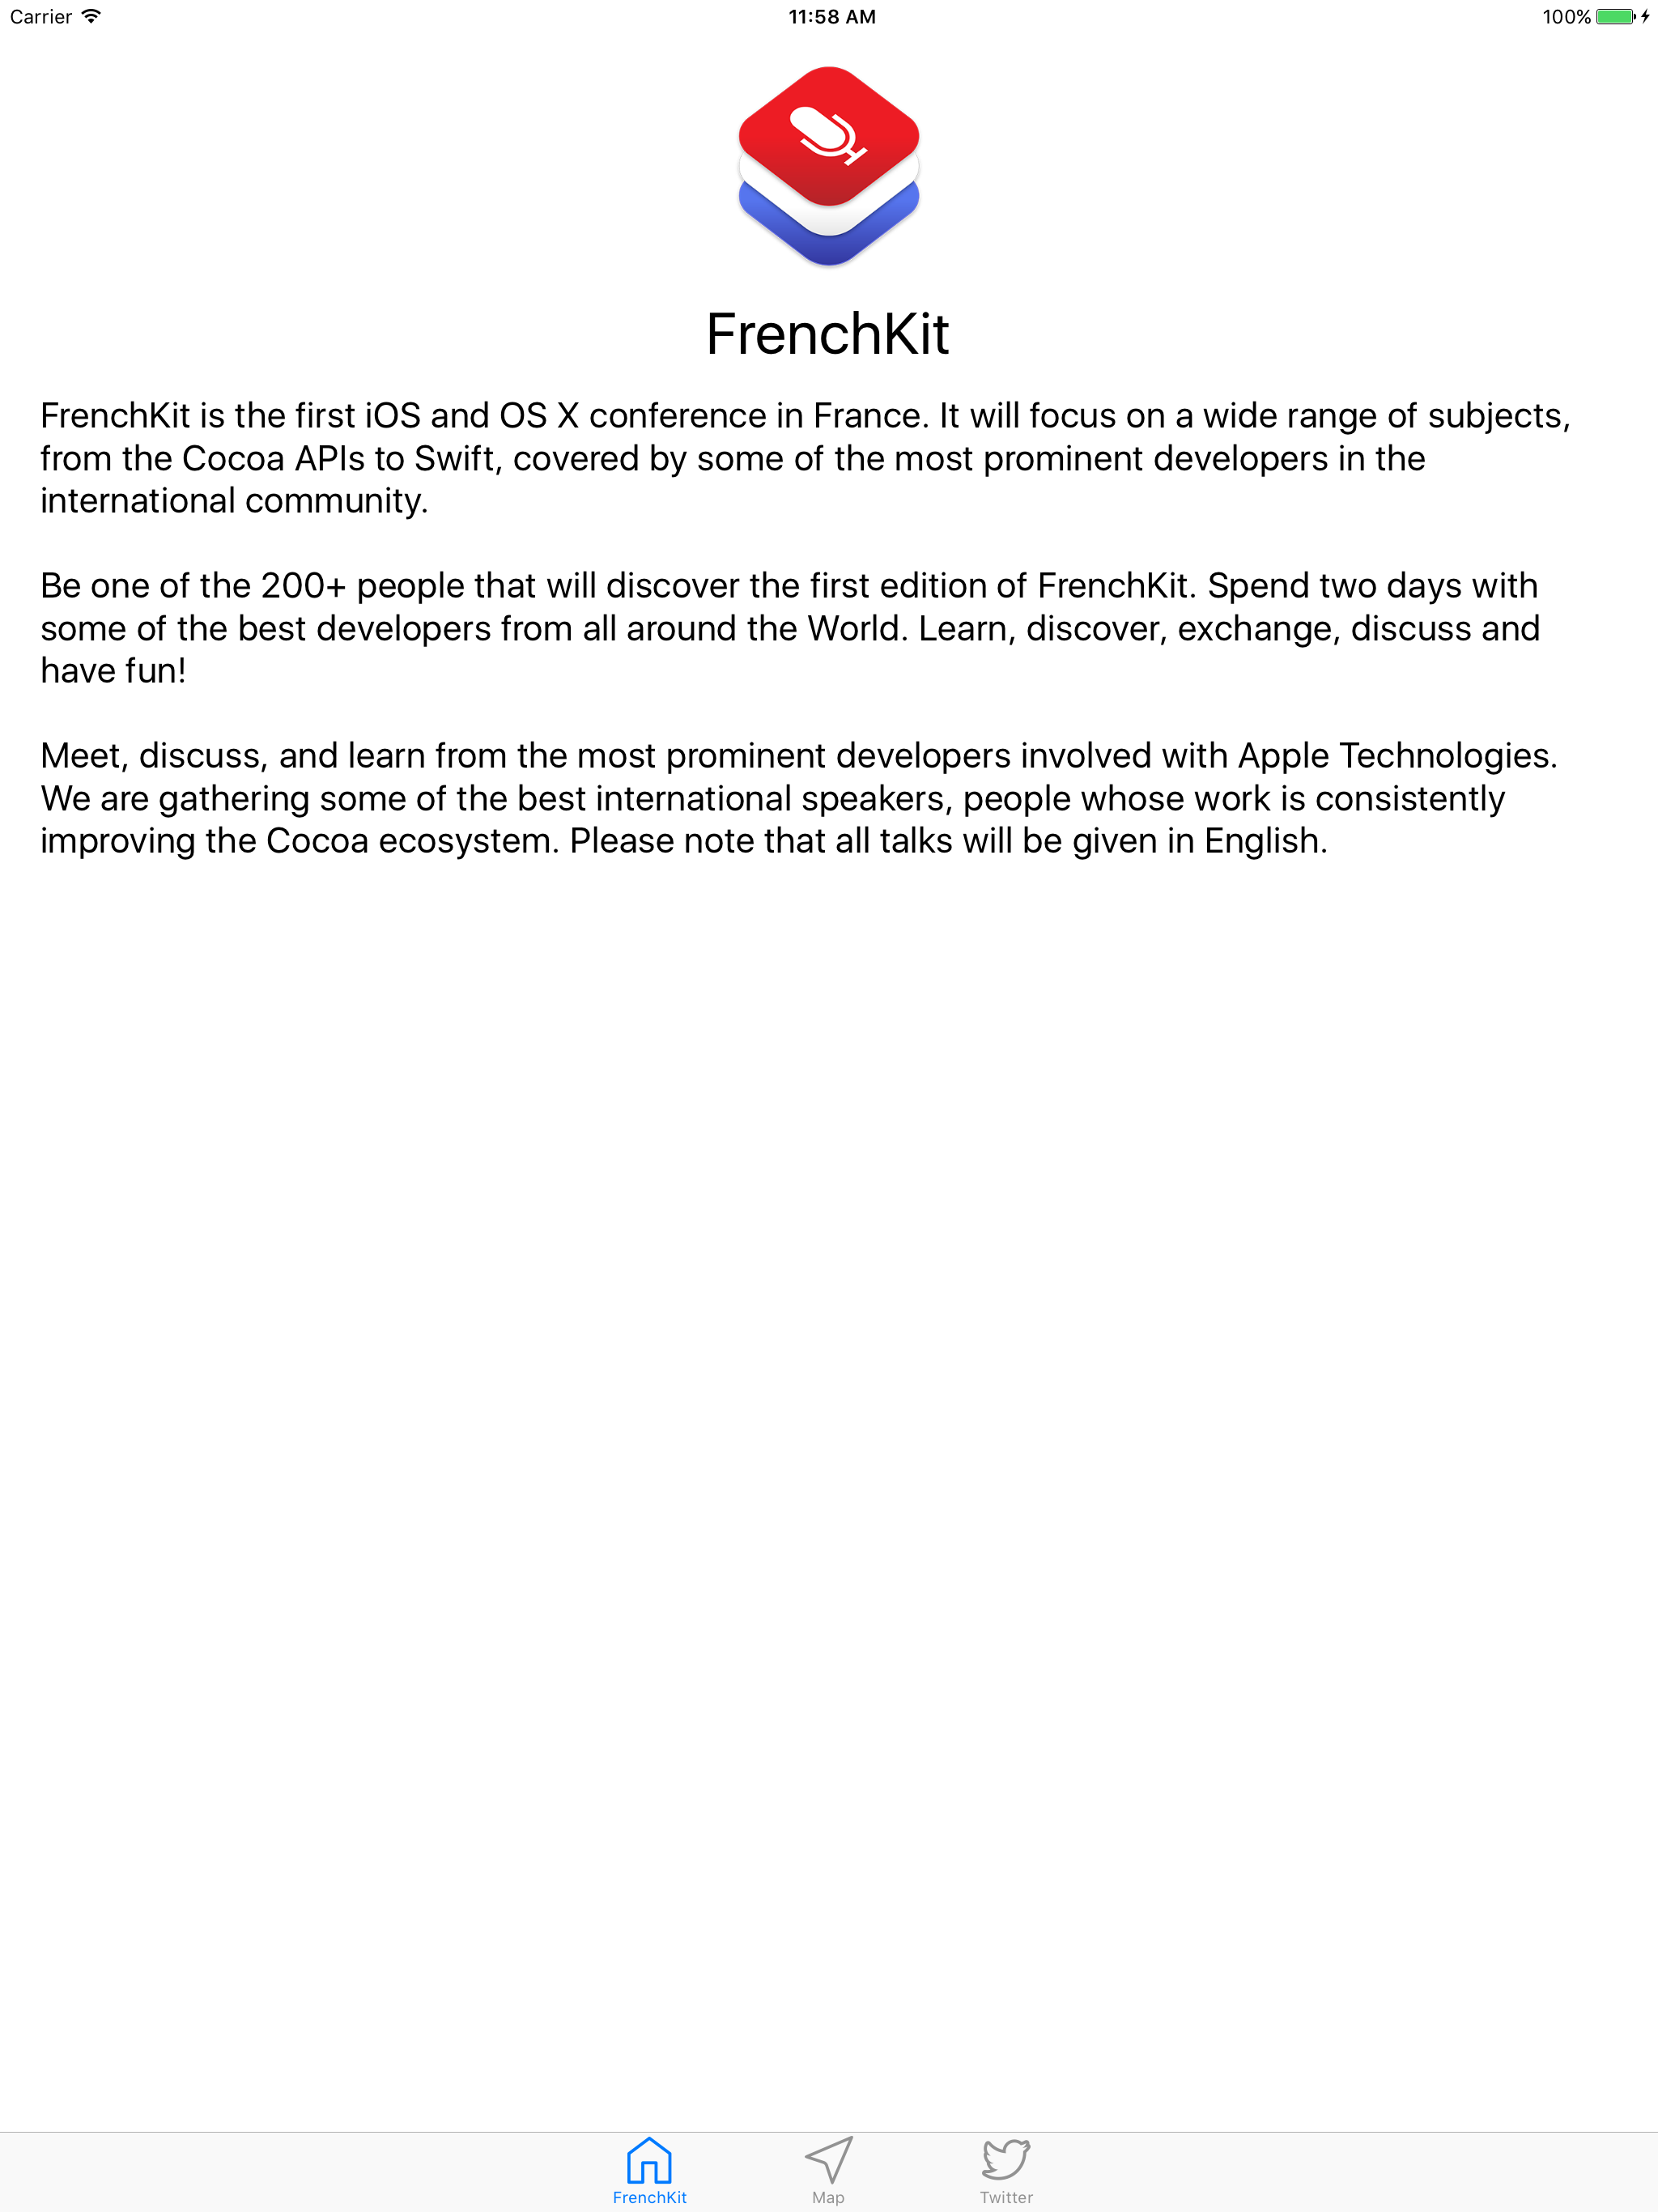 Carrier
11:58 AM
100%
FrenchKit
FrenchKit is the first iOS and OS X conference in France. It will focus on a wide range of subjects,
from the Cocoa APIs to Swift, covered by some of the most prominent developers in the
international community.
Be one of the 200+ people that will discover the first edition of FrenchKit. Spend two days with
some of the best developers from all around the World. Learn, discover, exchange, discuss and
have fun!
Meet, discuss, and learn from the most prominent developers involved with Apple Technologies.
We are gathering some of the best international speakers, people whose work is consistently
improving the Cocoa ecosystem. Please note that all talks will be given in English.
FrenchKit
Map
Twitter